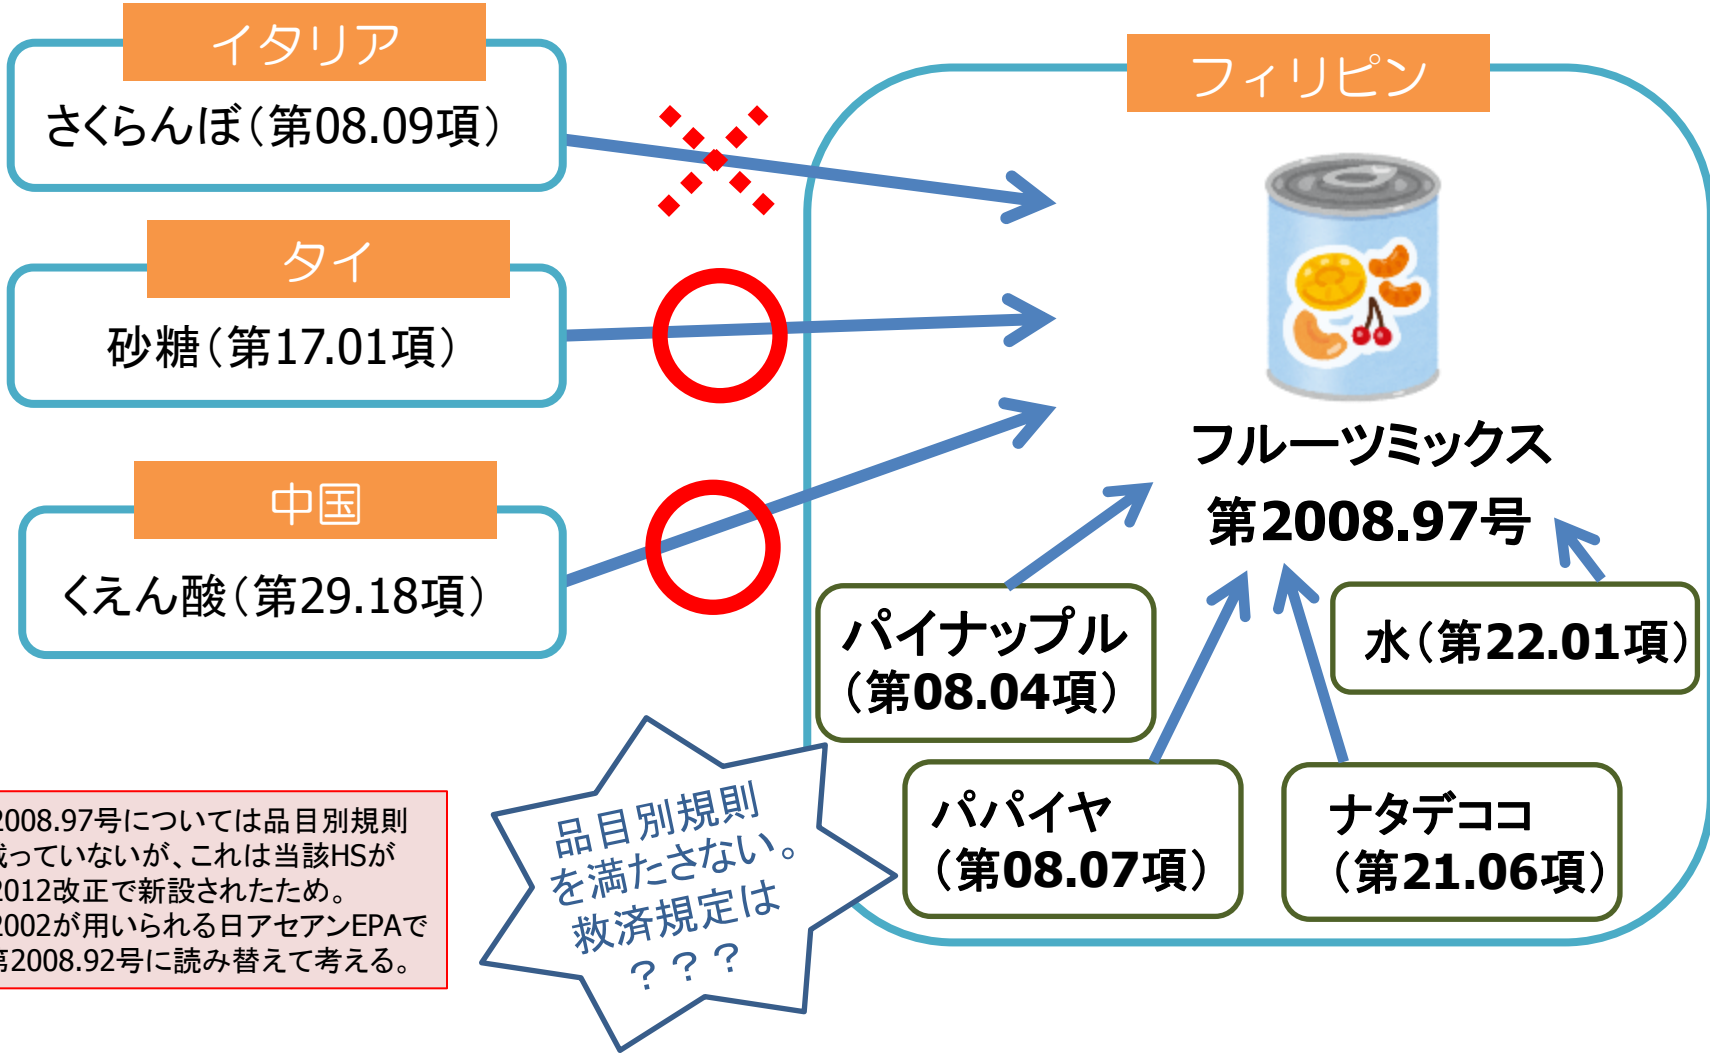 イタリア
さくらんぼ（第08.09項）
タイ
砂糖（第17.01項）
中国
くえん酸（第29.18項）
フィリピン
フルーツミックス
第2008.97号
パイナップル
（第08.04項）
水（第22.01項）
パパイヤ
（第08.07項）
ナタデココ
（第21.06項）
品目別規則
を満たさない。
救済規定は
？？？
2008.97号については品目別規則
っていないが、これは当該HSが
2012改正で新設されたため。
2002が用いられる日アセアンEPAで
第2008.92号に読み替えて考える。